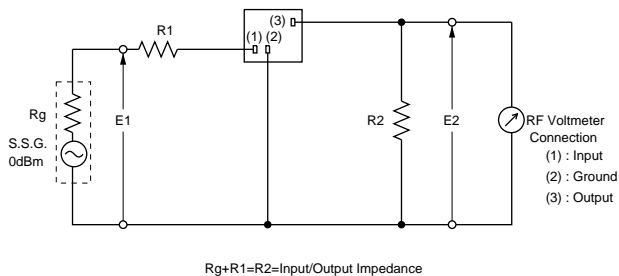 (3)
R1
(1) (2)
Rg
E1
R2
E2
S.S.G.
0dBm
RF Voltmeter
Connection
(1) : Input
(2) : Ground
(3) : Output
Rg+R1=R2=Input/Output Impedance